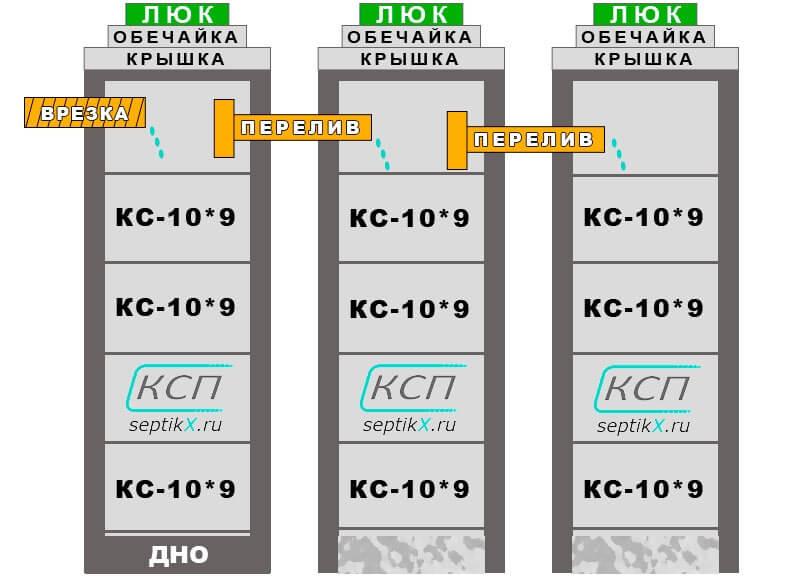 ЛЮК ЛЮК ЛЮК
ОБЕЧАЙКА ОБЕЧАЙКА ОБЕЧАЙКА
КРЫШКА КРЫШКА КРЫШКА
ВРЕЗКА ПЕРЕЛИВ ПЕРЕЛИВ
КС-10*9 КС-10*9 КС-10*9
КС-10*9 КС-10*9 КС-10*9
КСП КСП КСП
septikX.ru septikX.ru septikX.ru
КС-10*9 КС-10*9 КС-10*9
ДНО